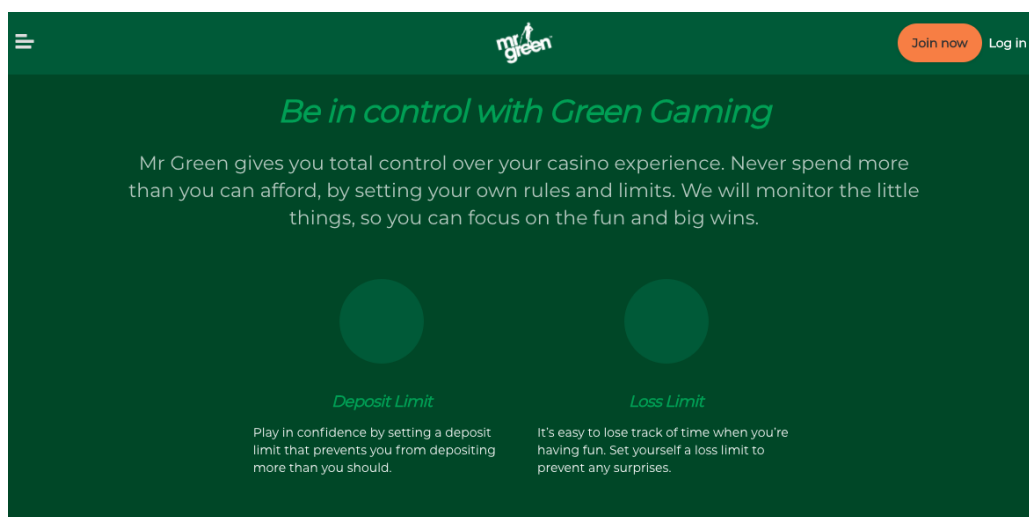 mr green
Join now
Log in
Be in control with Green Gaming
Mr Green gives you total control over your casino experience. Never spend more
than you can afford, by setting your own rules and limits. We will monitor the little
things, so you can focus on the fun and big wins.
Deposit Limit
Play in confidence by setting a deposit
limit that prevents you from depositing
more than you should.
Loss Limit
It's easy to lose track of time when you're
having fun. Set yourself a loss limit to
prevent any surprises.